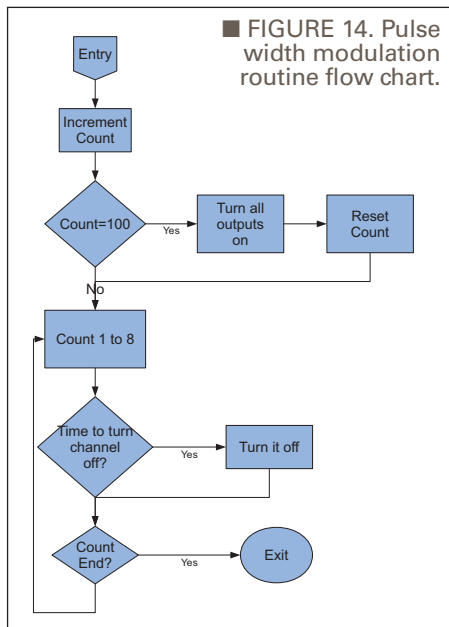 ■ FIGURE 14. Pulse
width modulation
routine flow chart.
Entry
Increment
Count
Count=100
Yes
Turn all
outputs
on
Reset
Count
No
Count 1 to 8
Time to turn
channel
off?
Yes
Turn it off
Count
End?
Yes
Exit